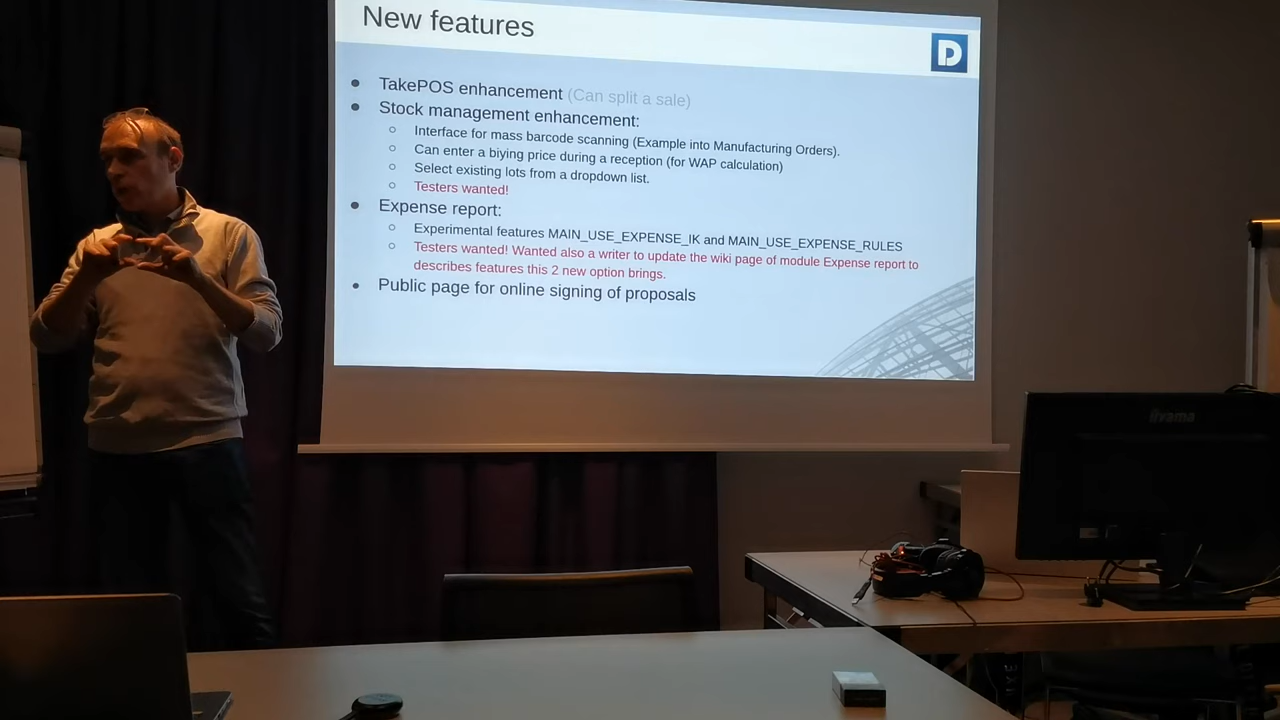 New features
D
● TakePOS enhancement (Can split a sale)
● Stock management enhancement:
○ Interface for mass barcode scanning (Example into Manufacturing Orders).
○ Can enter a biying price during a reception (for WAP calculation)
○ Select existing lots from a dropdown list.
○ Testers wanted!
● Expense report:
○ Experimental features MAIN_USE_EXPENSE_IK and MAIN_USE_EXPENSE_RULES
○ Testers wanted! Wanted also a writer to update the wiki page of module Expense report to
describes features this 2 new option brings.
● Public page for online signing of proposals
iiyama